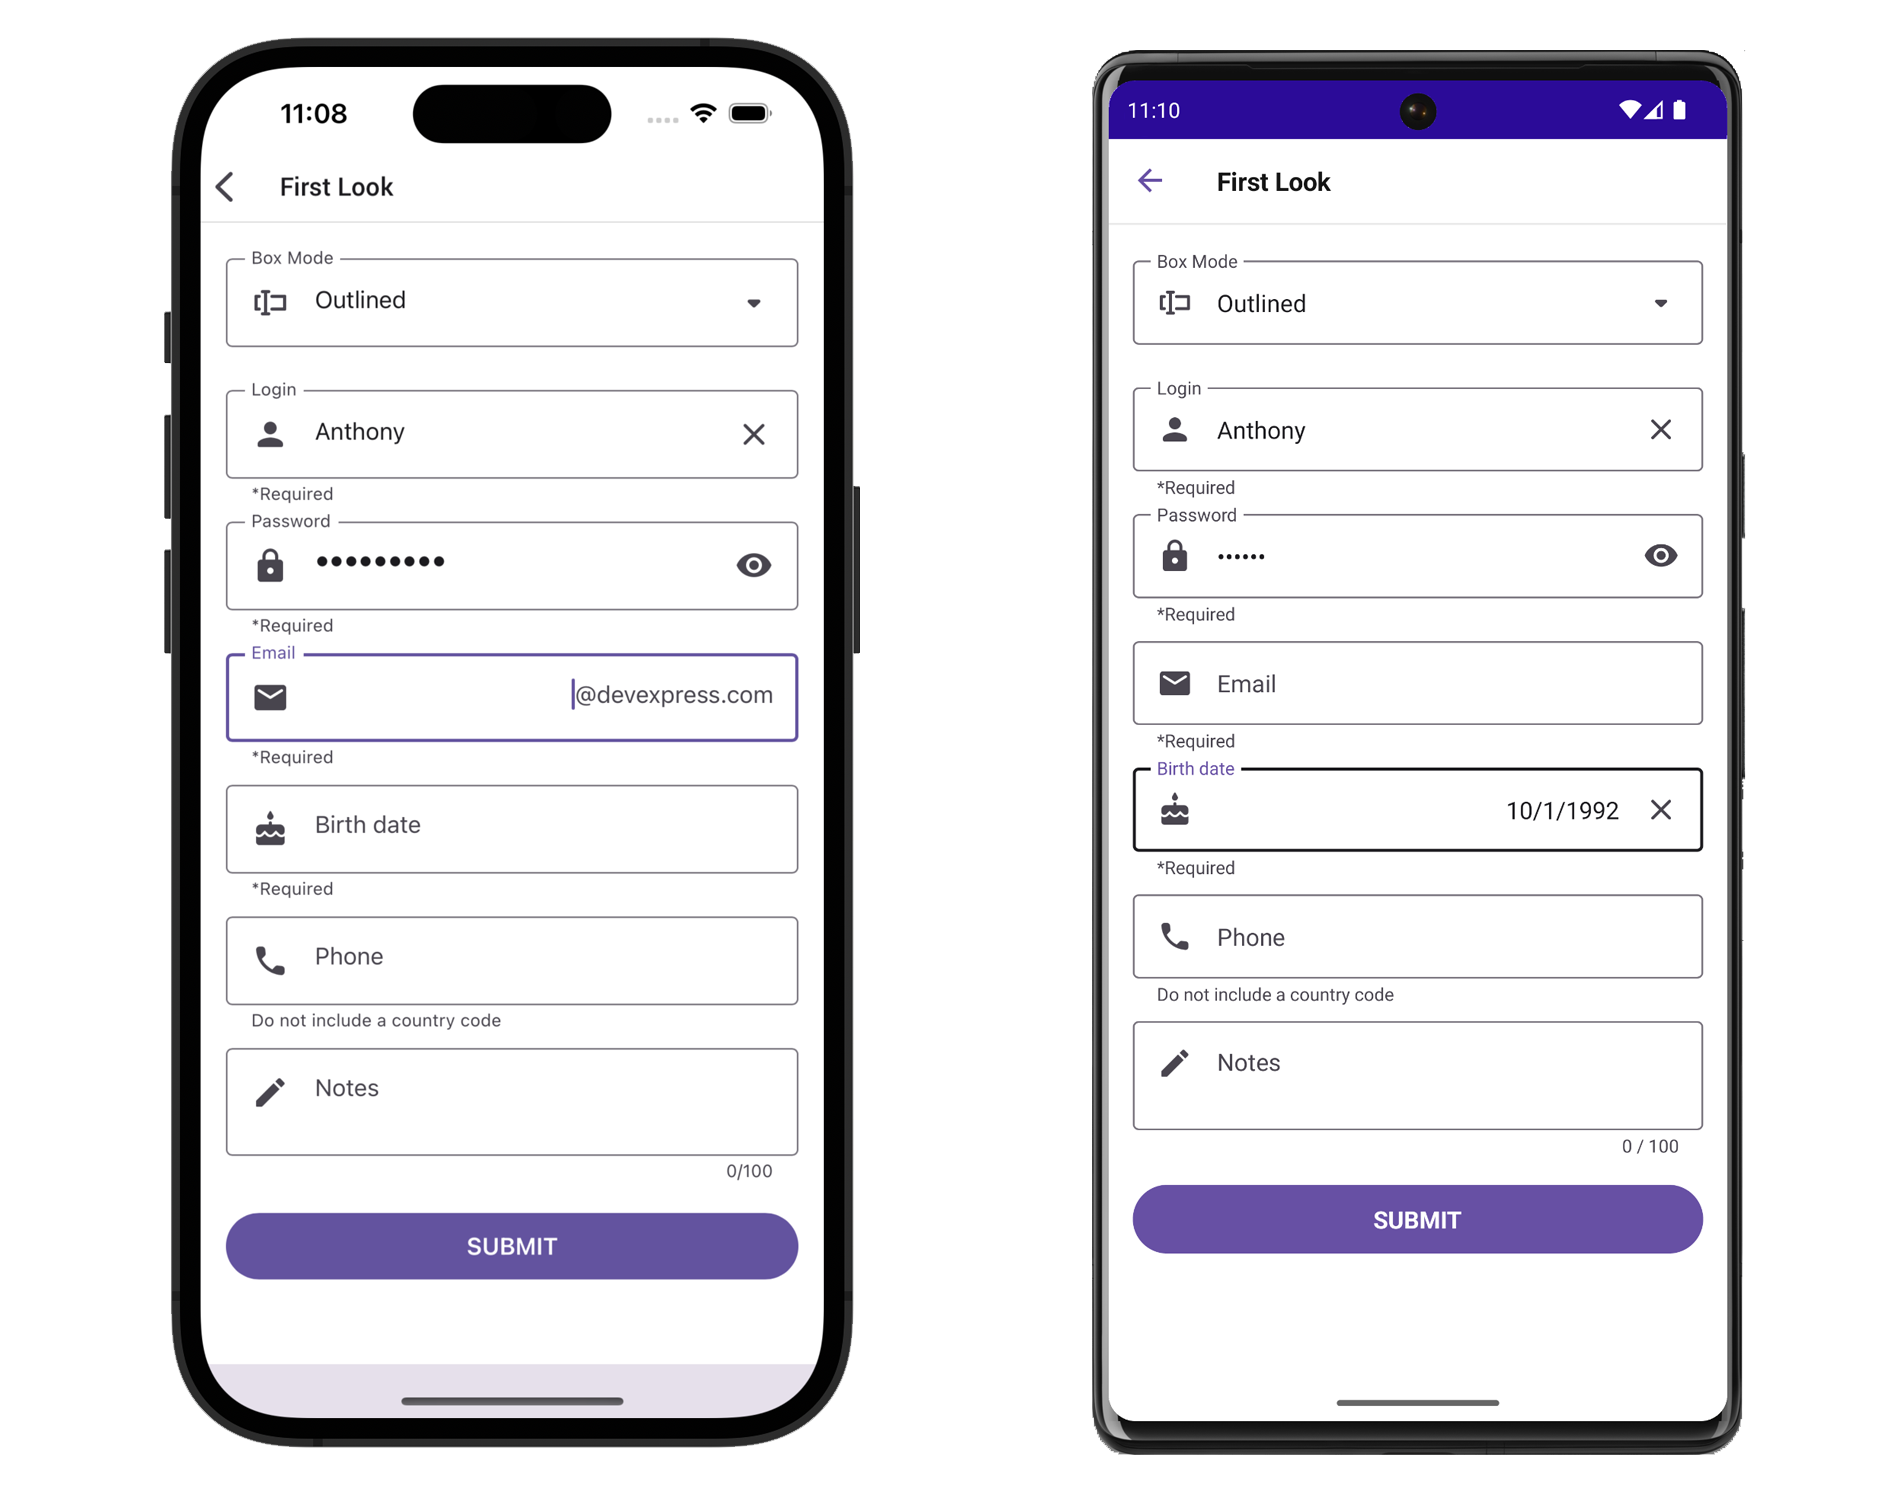 11:08
First Look
Box Mode
Outlined
Login
Anthony
*Required
Password
•••••••••
*Required
Email
@devexpress.com
*Required
Birth date
*Required
Phone
Do not include a country code
Notes
0/100
SUBMIT
11:10
First Look
Box Mode
Outlined
Login
Anthony
*Required
Password
••••••
*Required
Email
*Required
Birth date
10/1/1992
*Required
Phone
Do not include a country code
Notes
0 / 100
SUBMIT